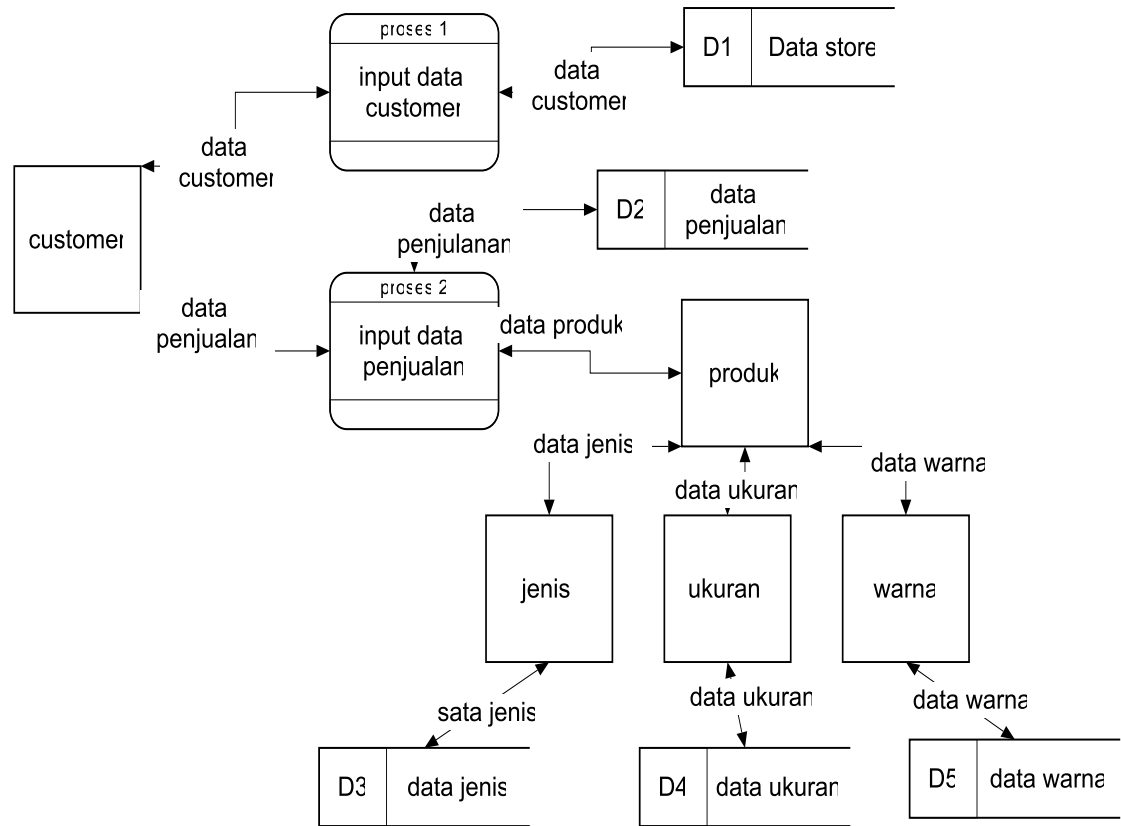 proses 1
input data
customer
D1
Data store
data
customer
data
customer
customer
D2
data
penjualan
data
penjulanan
proses 2
input data
penjualan
data
penjualan
data produk
produk
data jenis
data warna
data ukuran
jenis
ukuran
warna
sata jenis
data ukuran
data warna
D3
data jenis
D4
data ukuran
D5
data warna